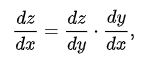 dz/dx = dz/dy · dy/dx,